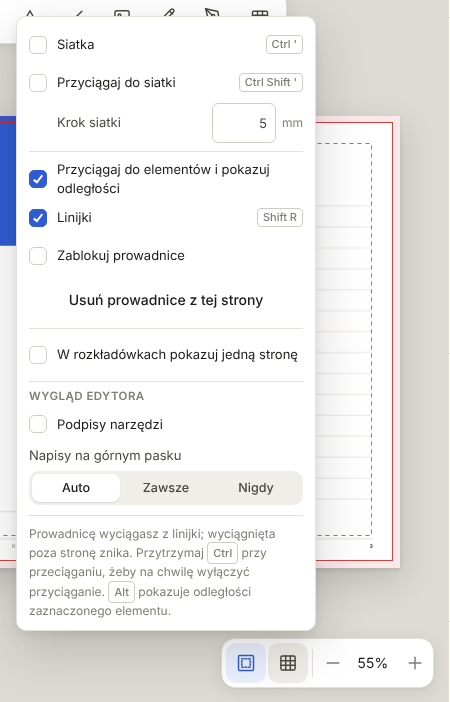 Siatka Ctrl '
Przyciągaj do siatki Ctrl Shift '
Krok siatki 5 mm
Przyciągaj do elementów i pokazuj
odległości
Linijki Shift R
Zablokuj prowadnice
Usuń prowadnice z tej strony
W rozkładówkach pokazuj jedną stronę
WYGLĄD EDYTORA
Podpisy narzędzi
Napisy na górnym pasku
Auto Zawsze Nigdy
Prowadnicę wyciągasz z linijki; wyciągnięta
poza stronę znika. Przytrzymaj Ctrl przy
przeciąganiu, żeby na chwilę wyłączyć
przyciąganie. Alt pokazuje odległości
zaznaczonego elementu.
55%